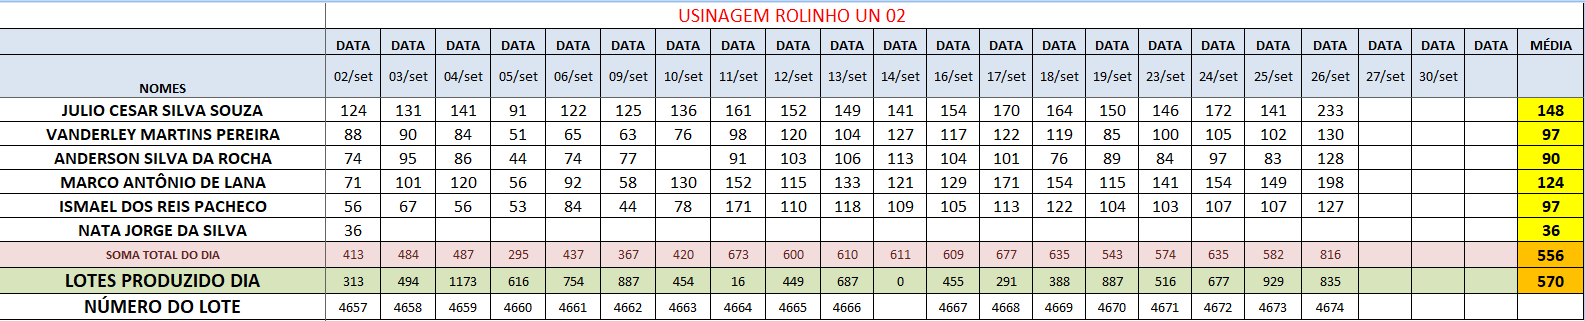 USINAGEM ROLINHO UN 02
DATA DATA DATA DATA DATA DATA DATA DATA DATA DATA DATA DATA DATA DATA DATA DATA DATA DATA DATA DATA DATA DATA MÉDIA
NOMES 02/set 03/set 04/set 05/set 06/set 09/set 10/set 11/set 12/set 13/set 14/set 16/set 17/set 18/set 19/set 23/set 24/set 25/set 26/set 27/set 30/set
JULIO CESAR SILVA SOUZA 124 131 141 91 122 125 136 161 152 149 141 154 170 164 150 146 172 141 233 148
VANDERLEY MARTINS PEREIRA 88 90 84 51 65 63 76 98 120 104 127 117 122 119 85 100 105 102 130 97
ANDERSON SILVA DA ROCHA 74 95 86 44 74 77 91 103 106 113 104 101 76 89 84 97 83 128 90
MARCO ANTÔNIO DE LANA 71 101 120 56 92 58 130 152 115 133 121 129 171 154 115 141 154 149 198 124
ISMAEL DOS REIS PACHECO 56 67 56 53 84 44 78 171 110 118 109 105 113 122 104 103 107 107 127 97
NATA JORGE DA SILVA 36 36
SOMA TOTAL DO DIA 413 484 487 295 437 367 420 673 600 610 611 609 677 635 543 574 635 582 816 556
LOTES PRODUZIDO DIA 313 494 1173 616 754 887 454 16 449 687 0 455 291 388 887 516 677 929 835 570
NÚMERO DO LOTE 4657 4658 4659 4660 4661 4662 4663 4664 4665 4666 4667 4668 4669 4670 4671 4672 4673 4674